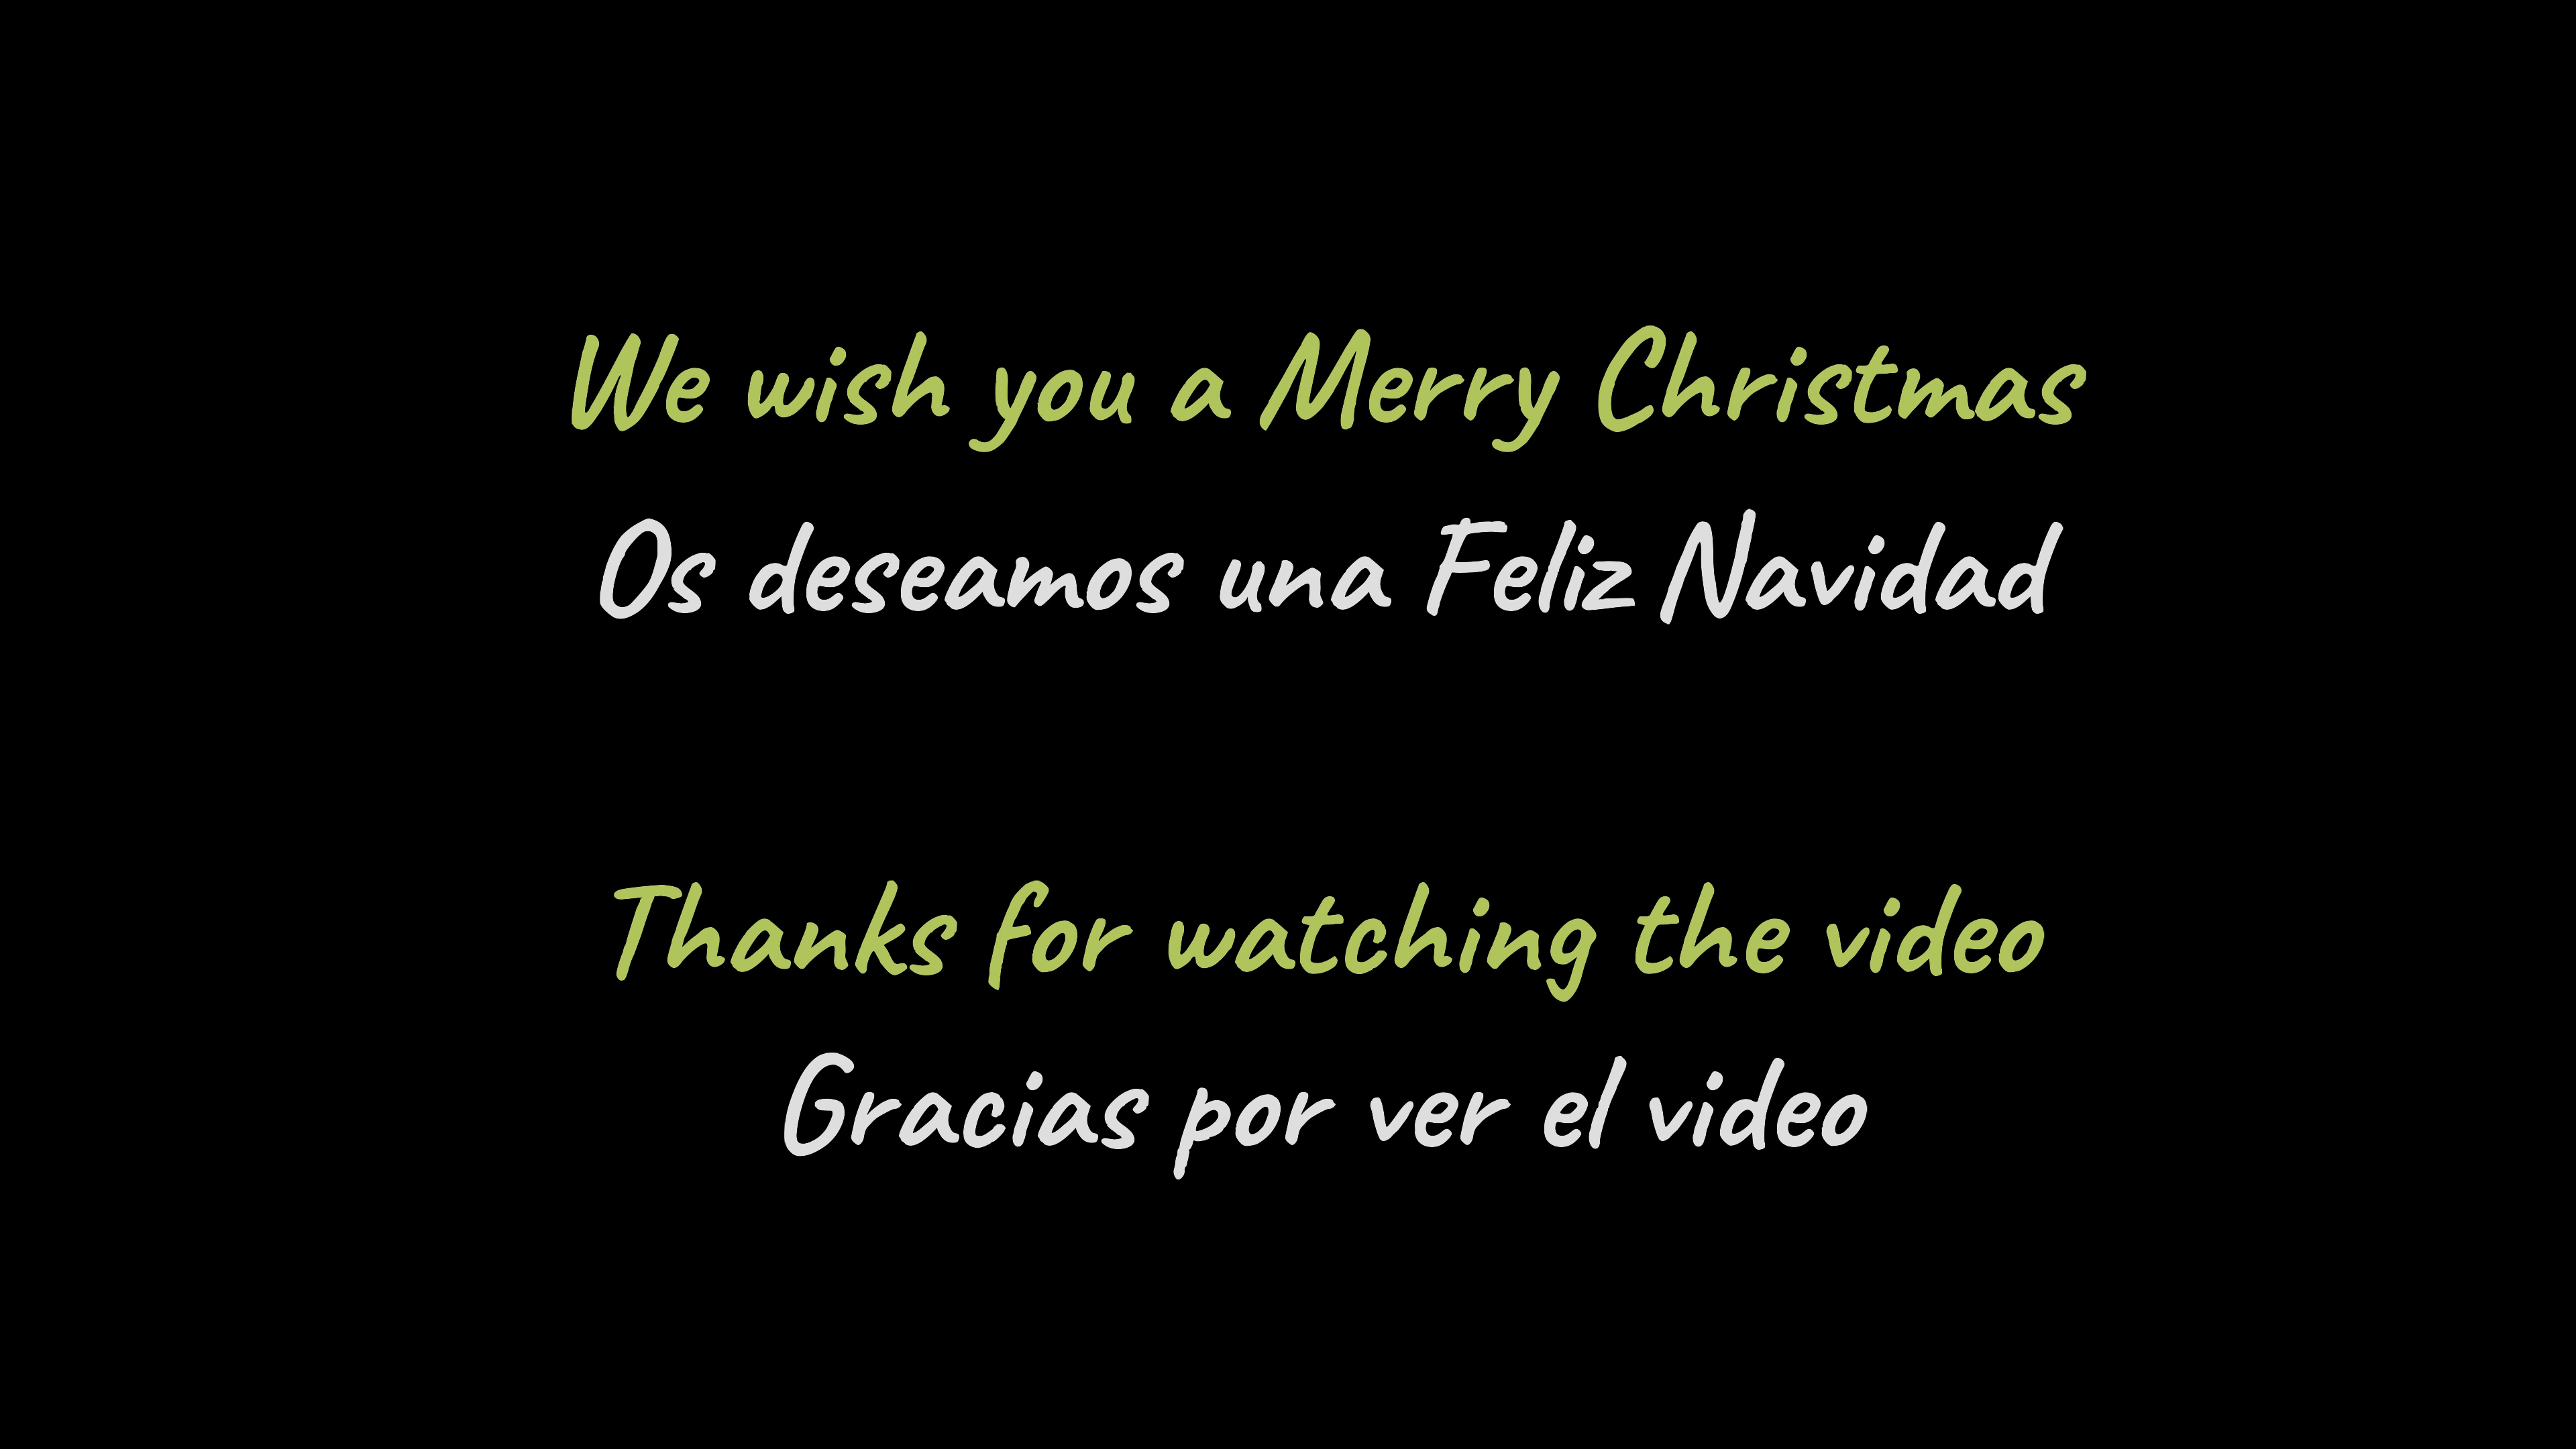 We wish you a Merry Christmas
Os deseamos una Feliz Navidad
Thanks for watching the video
Gracias por ver el video